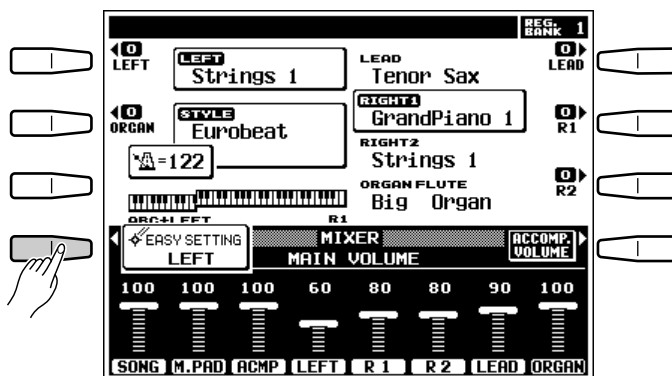 REG. BANK 1
0 LEFT
LEFT
Strings 1
LEAD
Tenor Sax
0 LEAD
0 ORGAN
STYLE
Eurobeat
RIGHT1
GrandPiano 1
0 R1
=122
RIGHT2
Strings 1
ORGAN FLUTE
Big Organ
0 R2
R1
EASY SETTING
LEFT
MIXER
MAIN VOLUME
ACCOMP. VOLUME
100 100 100 60 80 80 90 100
SONG M.PAD ACMP LEFT R 1 R 2 LEAD ORGAN